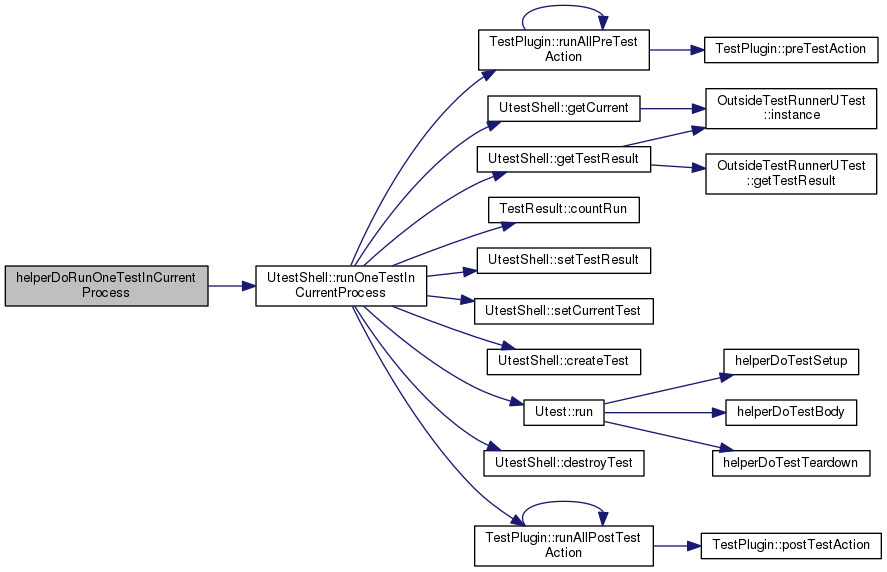 helperDoRunOneTestInCurrent
Process
UtestShell::runOneTestIn
CurrentProcess
TestPlugin::runAllPreTest
Action
TestPlugin::preTestAction
UtestShell::getCurrent
OutsideTestRunnerUTest
::instance
UtestShell::getTestResult
OutsideTestRunnerUTest
::getTestResult
TestResult::countRun
UtestShell::setTestResult
UtestShell::setCurrentTest
UtestShell::createTest
Utest::run
helperDoTestSetup
helperDoTestBody
helperDoTestTeardown
UtestShell::destroyTest
TestPlugin::runAllPostTest
Action
TestPlugin::postTestAction